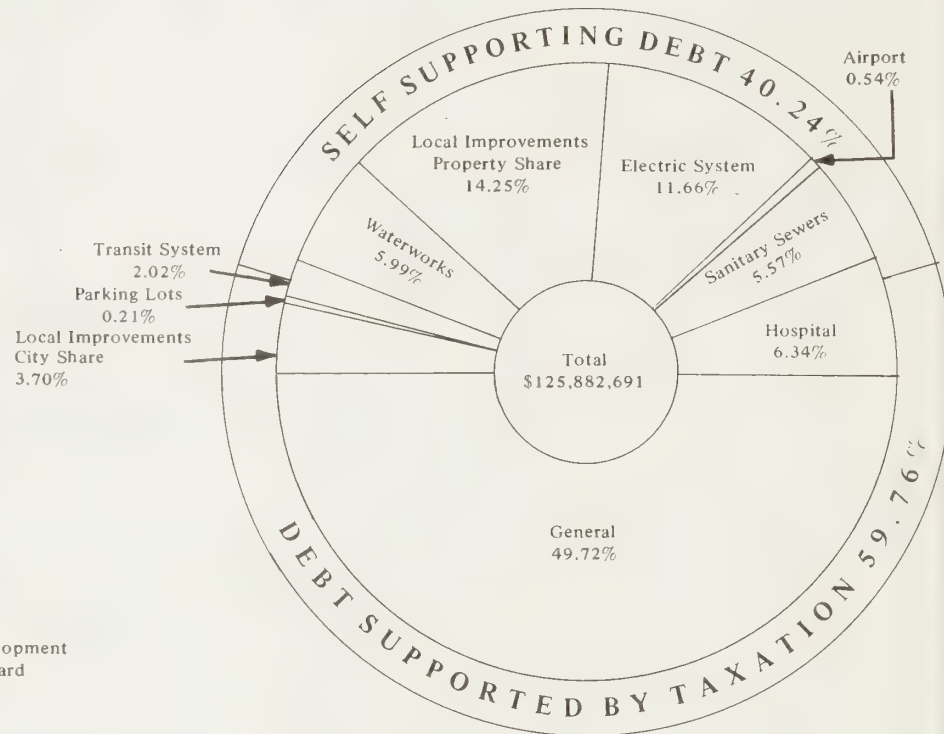 SELF SUPPORTING DEBT 40.24%
Airport
0.54%
Local Improvements
Property Share
14.25%
Electric System
11.66%
Waterworks
5.99%
Sanitary Sewers
5.57%
Transit System
2.02%
Parking Lots
0.21%
Local Improvements
City Share
3.70%
Hospital
6.34%
Total
$125,882,691
General
49.72%
DEBT SUPPORTED BY TAXATION 59.76%
opment
ard